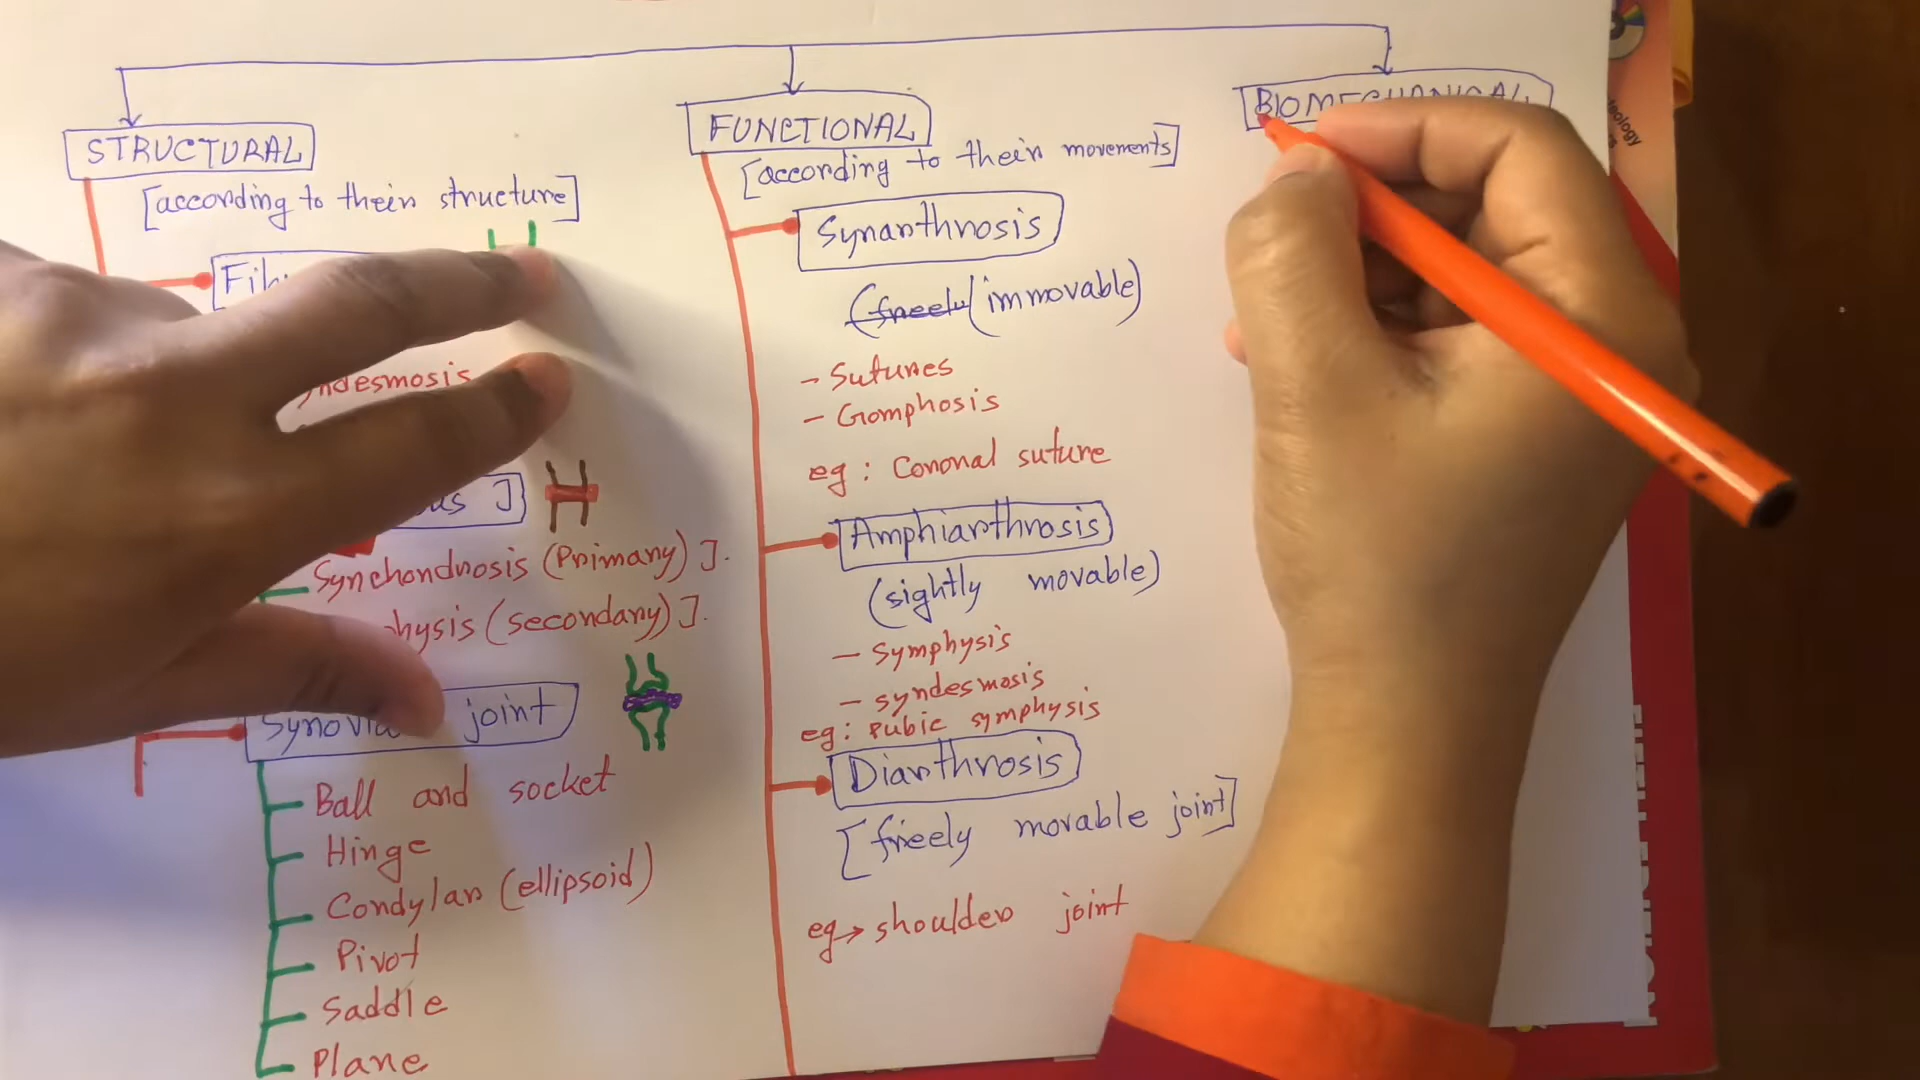 STRUCTURAL
[according to their structure]
desmosis
Synchondrosis (Primary)].
hysis (secondary)].
joint
Ball and socket
Hinge
Condylar (ellipsoid)
Pivot
Saddle
Plane
FUNCTIONAL
[according to their movements]
Synarthrosis
(freely (immovable)
- Sutures
- Gomphosis
eg: Coronal suture
Amphiarthrosis
(sightly movable)
- Symphysis
- syndesmosis
eg: Pubic symphysis
Diarthrosis
[freely movable joint]
eg→ shoulder joint
BIOMECHANICAL